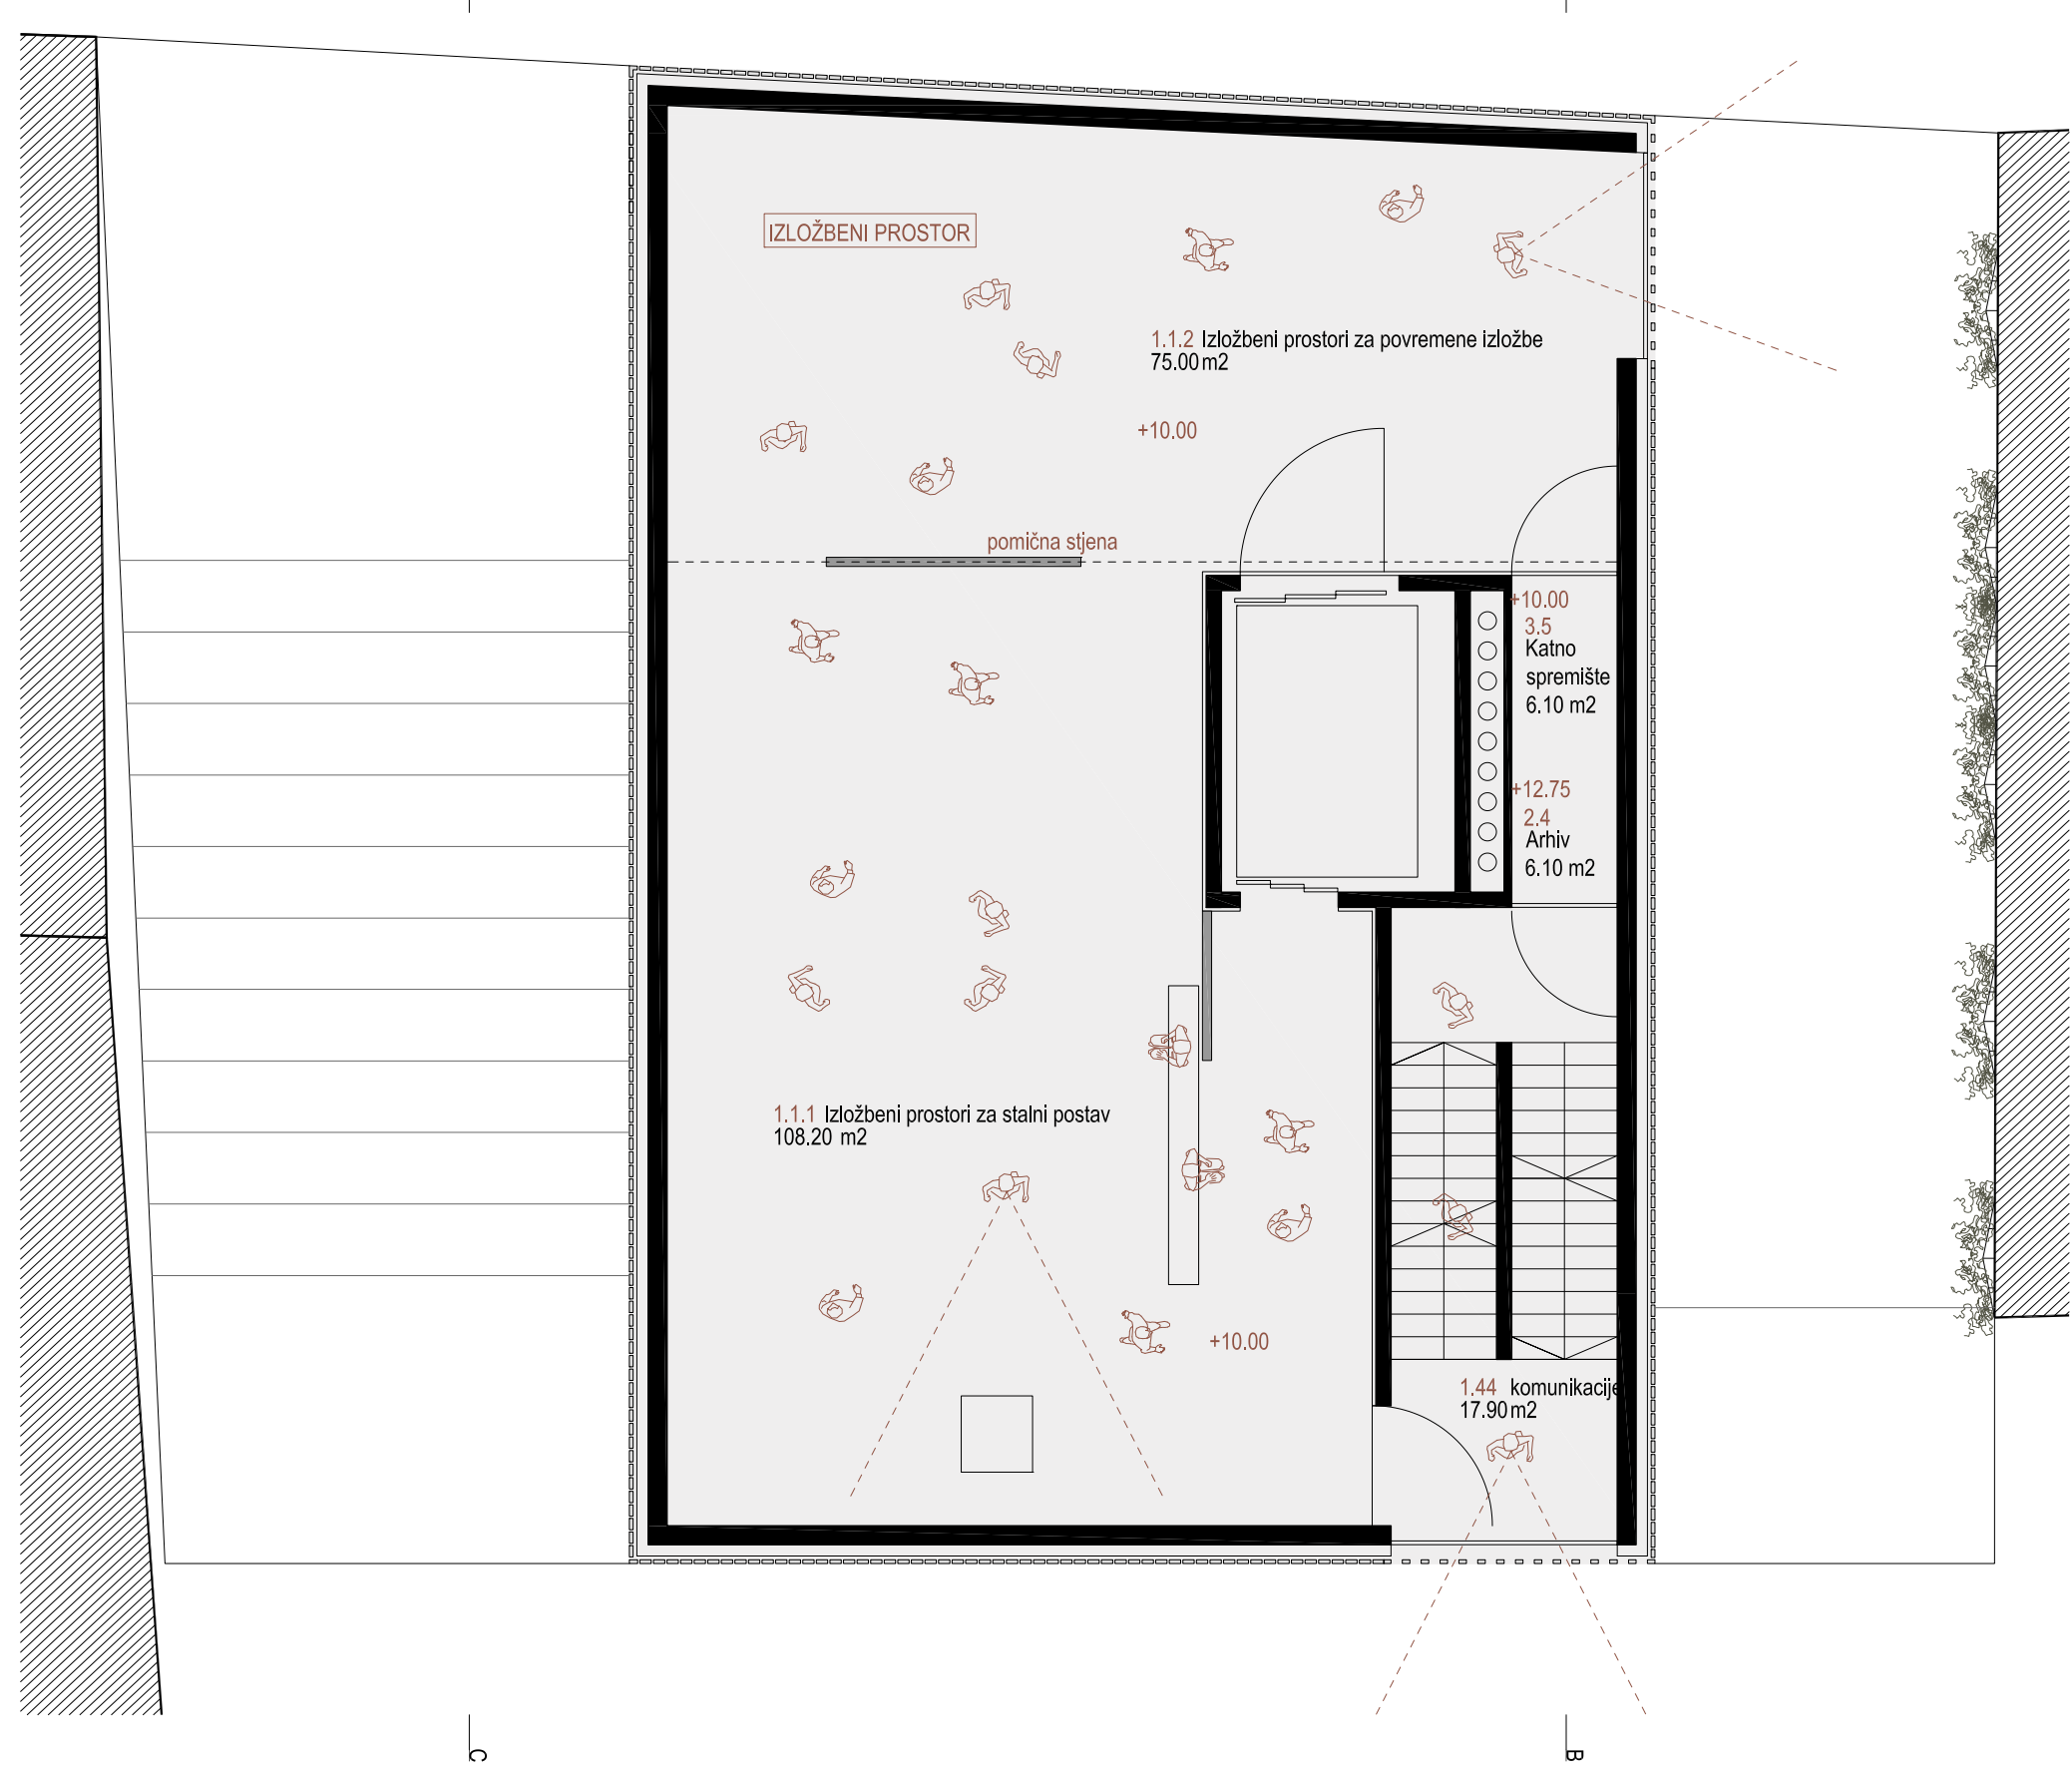 IZLOŽBENI PROSTOR
1.1.2 Izložbeni prostori za povremene izložbe
75.00 m2
+10.00
pomična stjena
+10.00
3.5
Katno
spremište
6.10 m2
+12.75
2.4
Arhiv
6.10 m2
1.1.1 Izložbeni prostori za stalni postav
108.20 m2
+10.00
1.44 komunikacije
17.90 m2
C
B